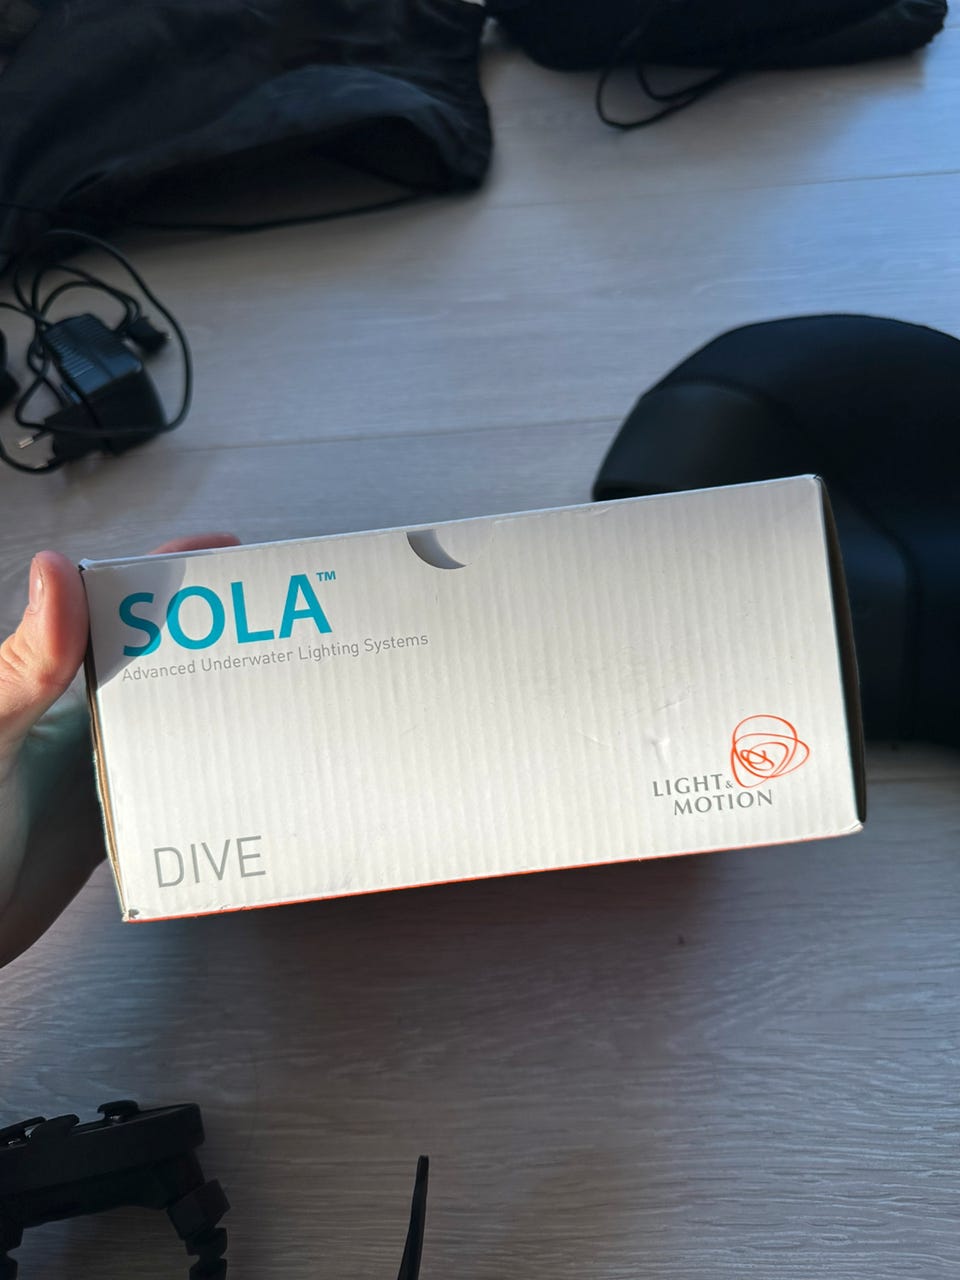 SOLA™
Advanced Underwater Lighting Systems
LIGHT &
MOTION
DIVE